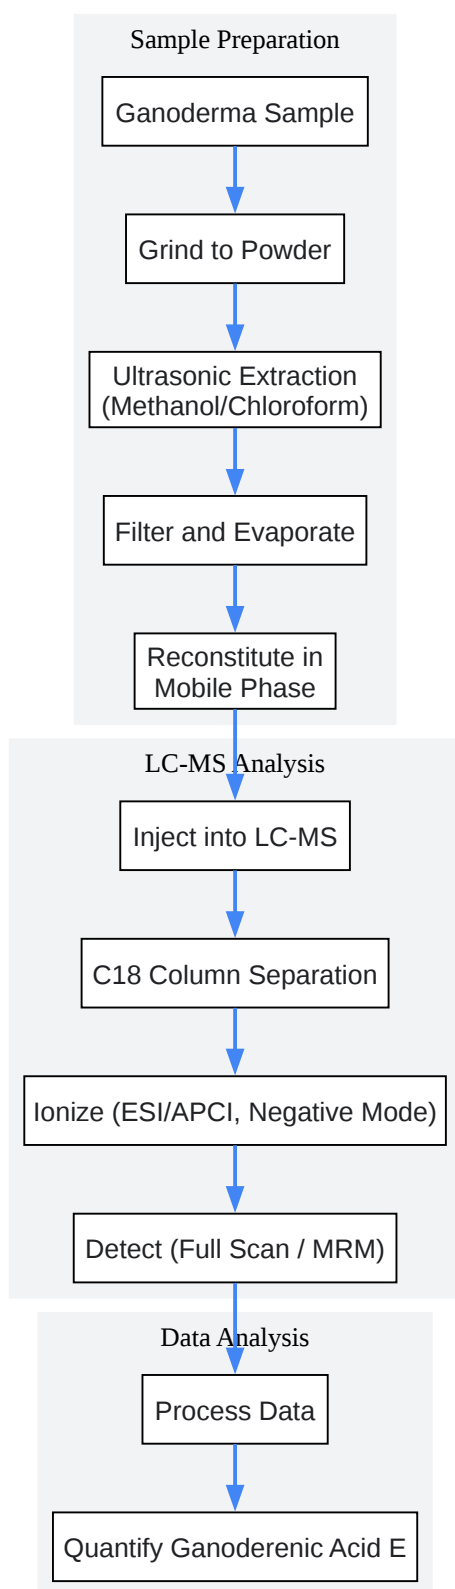 Sample Preparation
Ganoderma Sample
Grind to Powder
Ultrasonic Extraction
(Methanol/Chloroform)
Filter and Evaporate
Reconstitute in
Mobile Phase
LC-MS Analysis
Inject into LC-MS
C18 Column Separation
Ionize (ESI/APCI, Negative Mode)
Detect (Full Scan / MRM)
Data Analysis
Process Data
Quantify Ganoderenic Acid E